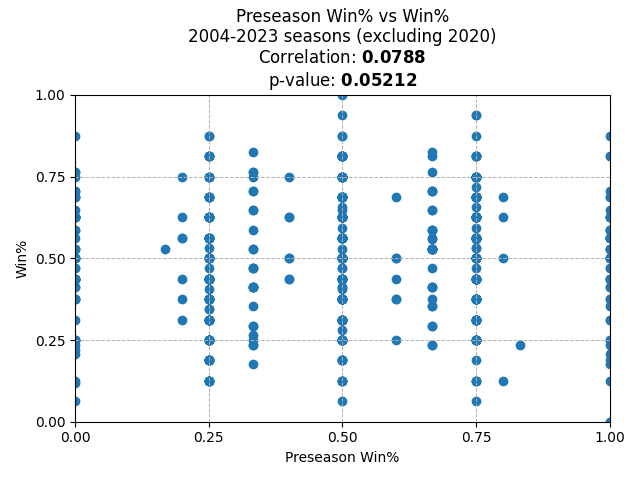 Preseason Win% vs Win%
2004-2023 seasons (excluding 2020)
Correlation: 0.0788
p-value: 0.05212
1.00
0.75
0.50
0.25
0.00
Win%
0.00 0.25 0.50 0.75 1.00
Preseason Win%